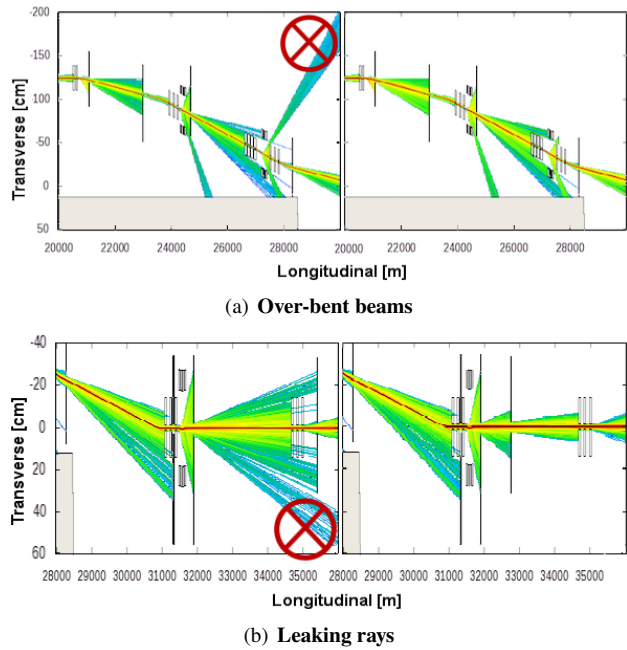 -200
-150
-100
-50
0
50
Transverse [cm]
20000 22000 24000 26000 28000
20000 22000 24000 26000 28000
Longitudinal [m]
(a) Over-bent beams
-40
-20
0
20
40
60
Transverse [cm]
28000 29000 30000 31000 32000 33000 34000 35000
28000 29000 30000 31000 32000 33000 34000 35000
Longitudinal [m]
(b) Leaking rays